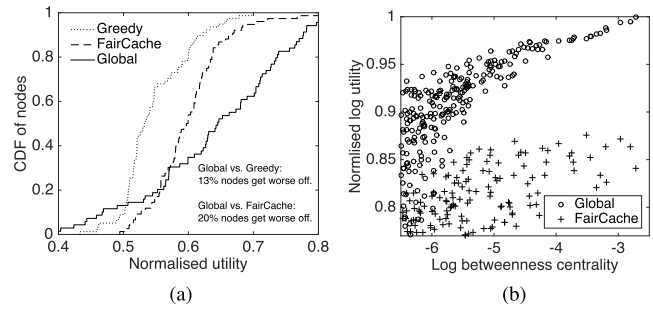 1
0.8
0.6
0.4
0.2
0
CDF of nodes
Greedy
FairCache
Global
Global vs. Greedy:
13% nodes get worse off.
Global vs. FairCache:
20% nodes get worse off.
0.4 0.5 0.6 0.7 0.8
Normalised utility
(a)
1
0.95
0.9
0.85
0.8
Normlised log utility
Global
FairCache
-6 -5 -4 -3
Log betweenness centrality
(b)